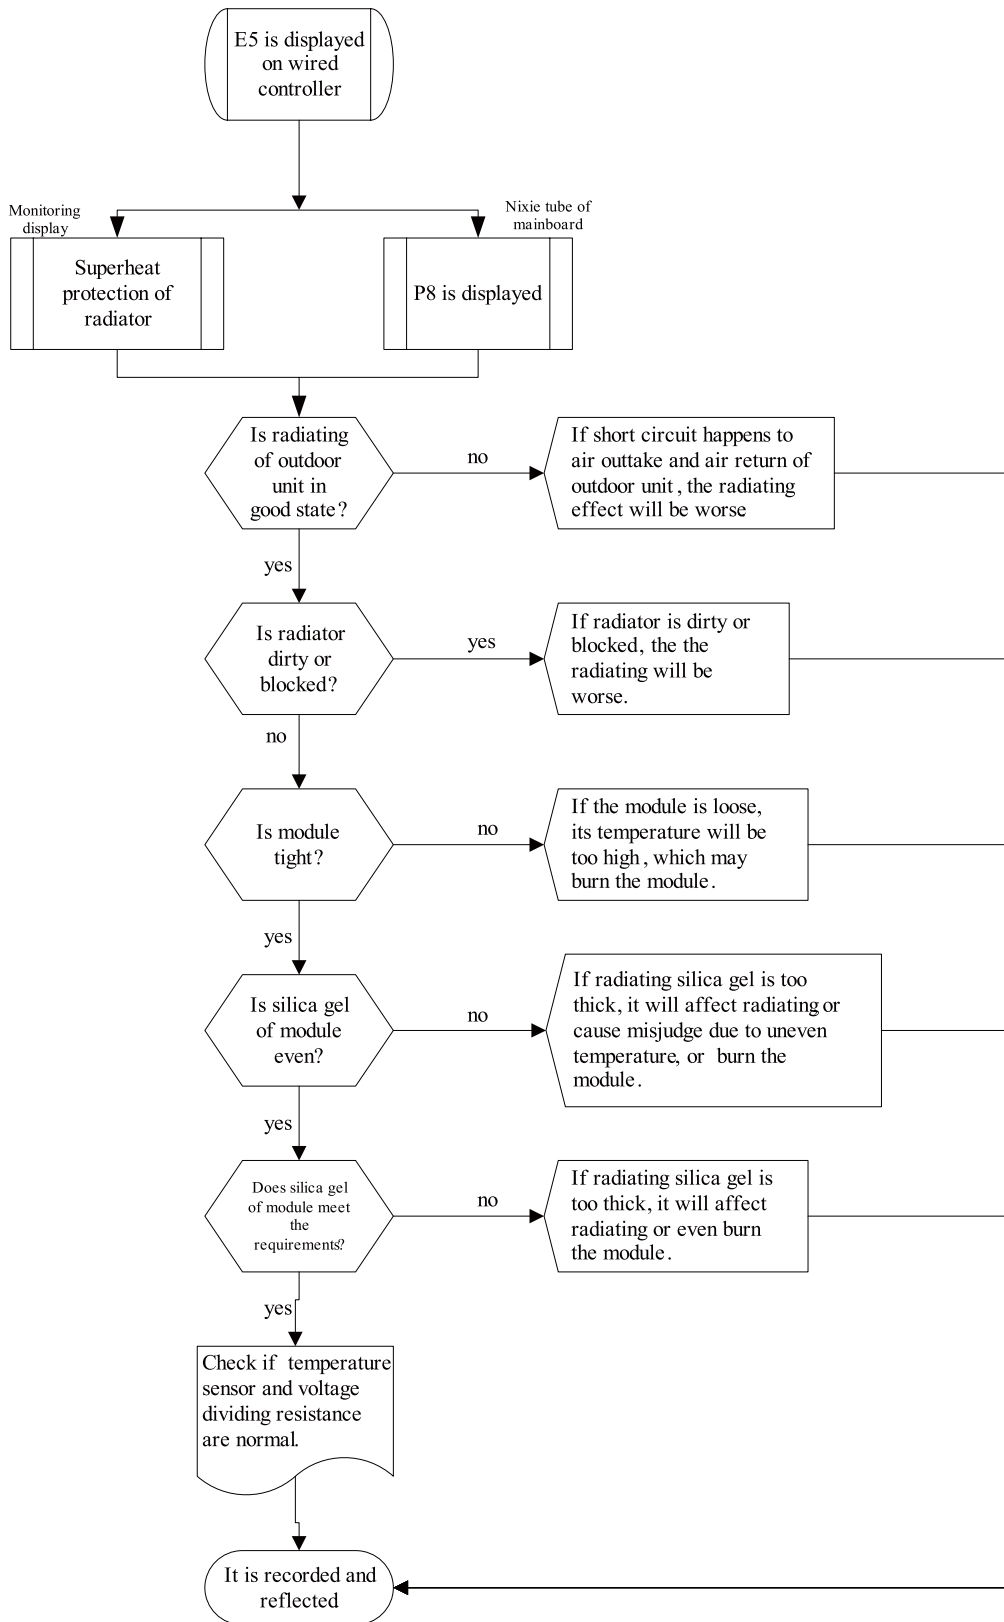 E5 is displayed
on wired
controller
Monitoring
display
Nixie tube of
mainboard
Superheat
protection of
radiator
P8 is displayed
Is radiating
of outdoor
unit in
good state?
no
If short circuit happens to
air outtake and air return of
outdoor unit, the radiating
effect will be worse
yes
Is radiator
dirty or
blocked?
yes
If radiator is dirty or
blocked, the the
radiating will be
worse.
no
Is module
tight?
no
If the module is loose,
its temperature will be
too high, which may
burn the module.
yes
Is silica gel
of module
even?
no
If radiating silica gel is too
thick, it will affect radiating or
cause misjudge due to uneven
temperature, or burn the
module.
yes
Does silica gel
of module meet
the
requirements?
no
If radiating silica gel is
too thick, it will affect
radiating or even burn
the module.
yes
Check if temperature
sensor and voltage
dividing resistance
are normal.
It is recorded and
reflected